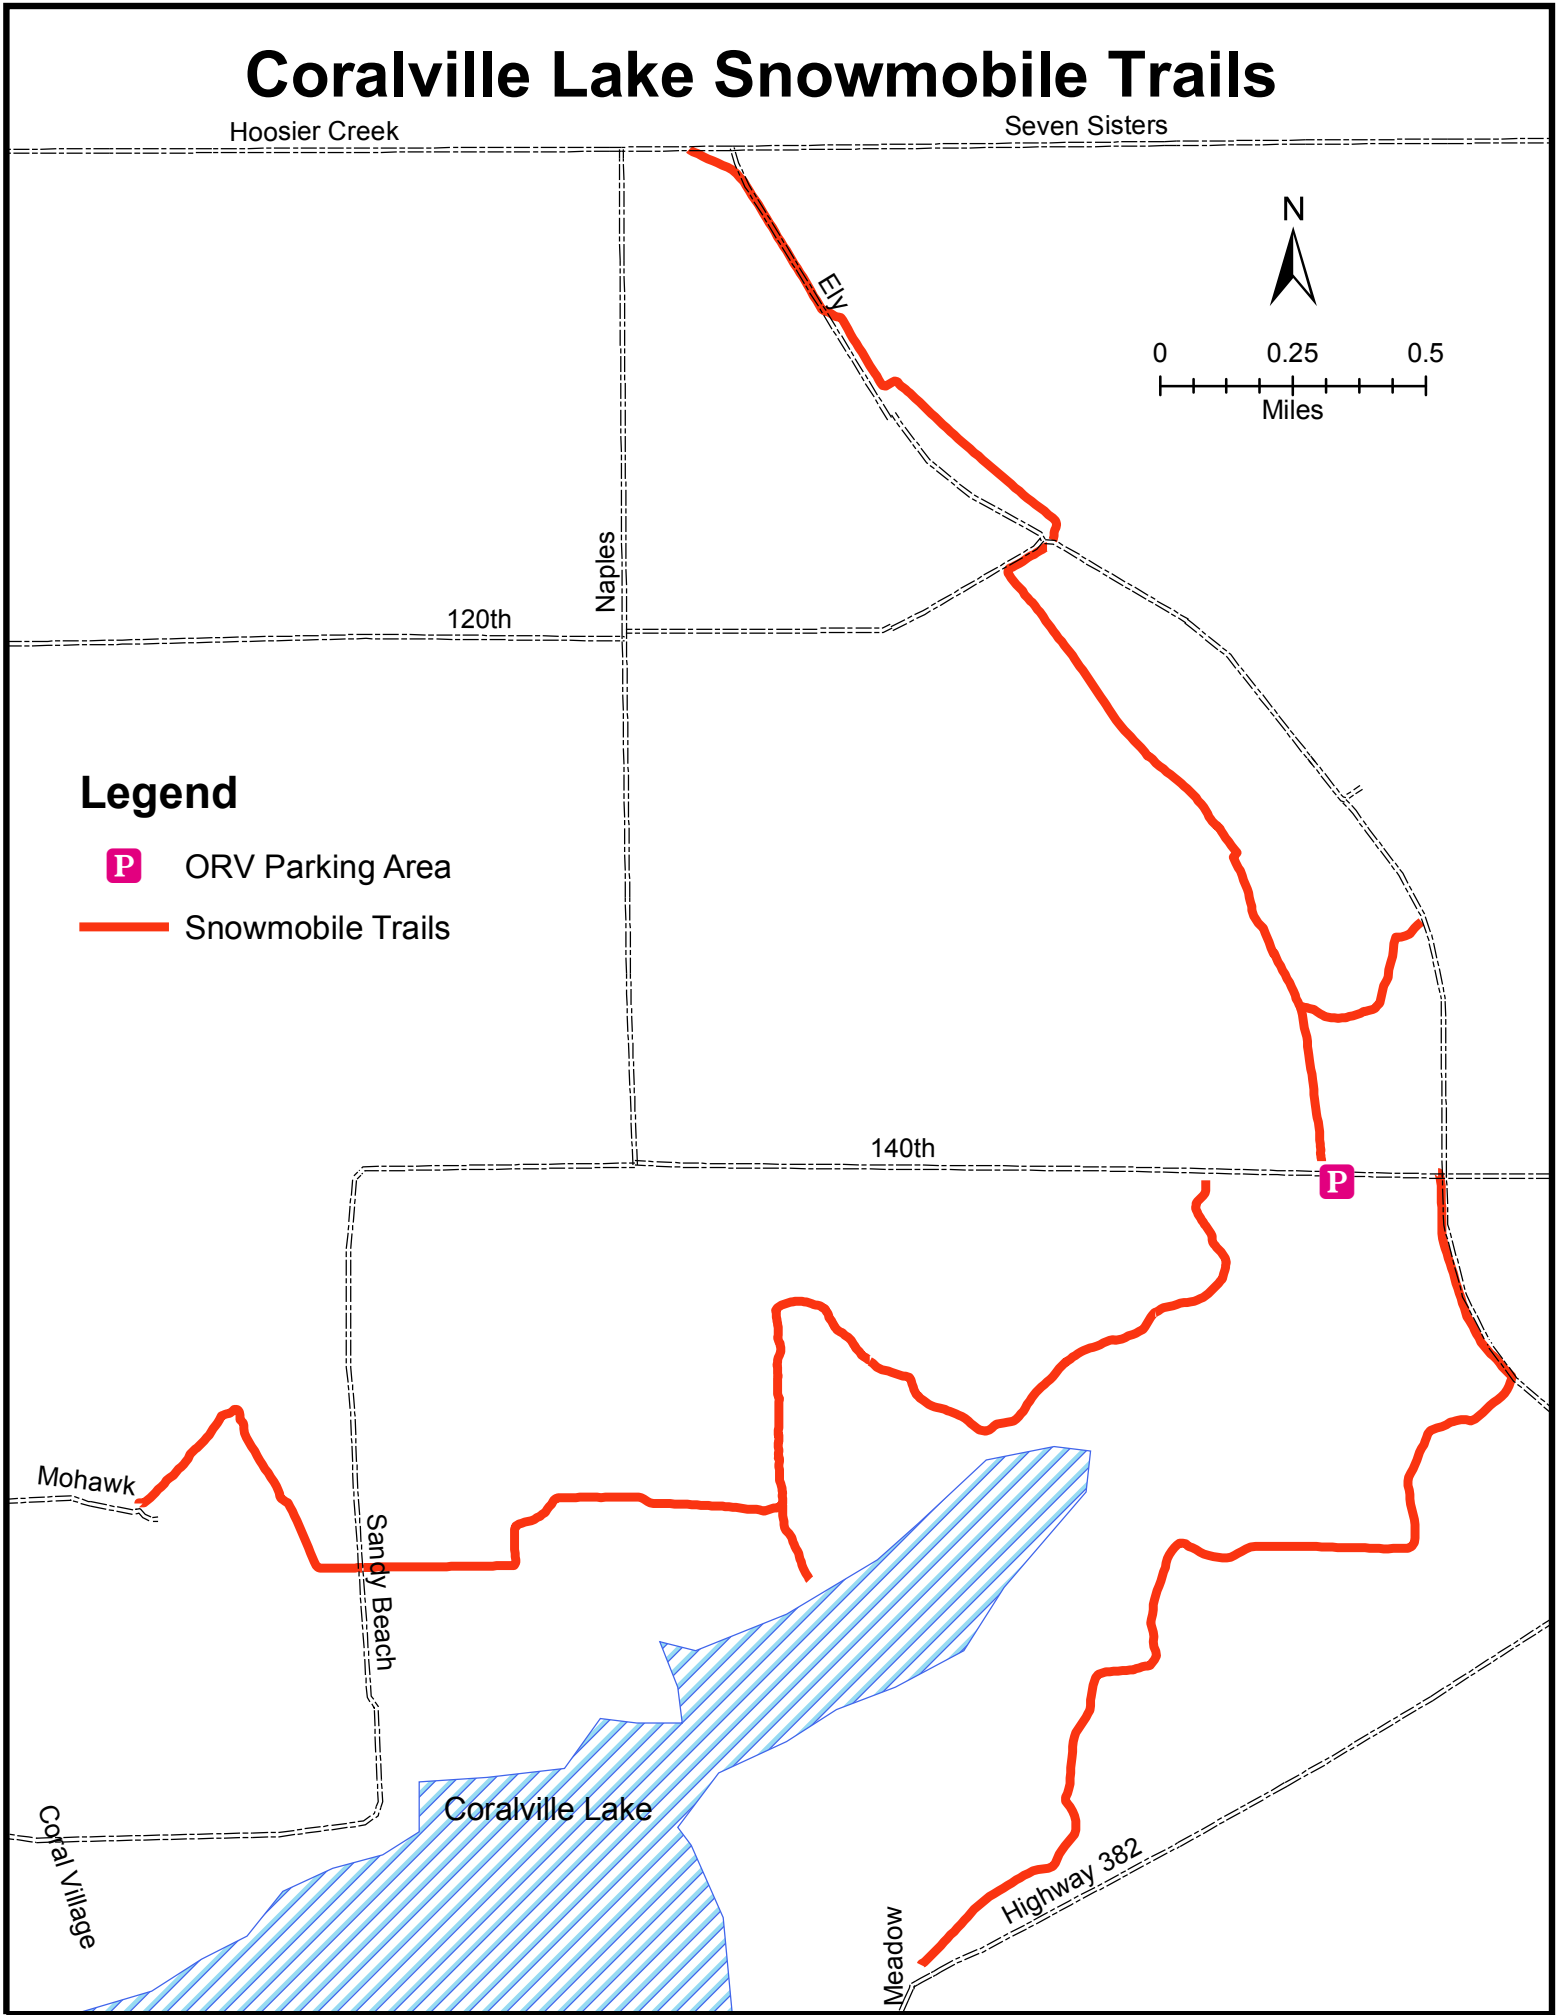 Coralville Lake Snowmobile Trails
Hoosier Creek
Seven Sisters
N
Ely
0 0.25 0.5
Miles
Naples
120th
Legend
P ORV Parking Area
Snowmobile Trails
140th
P
Mohawk
Sandy Beach
Coralville Lake
Coral Village
Highway 382
Meadow